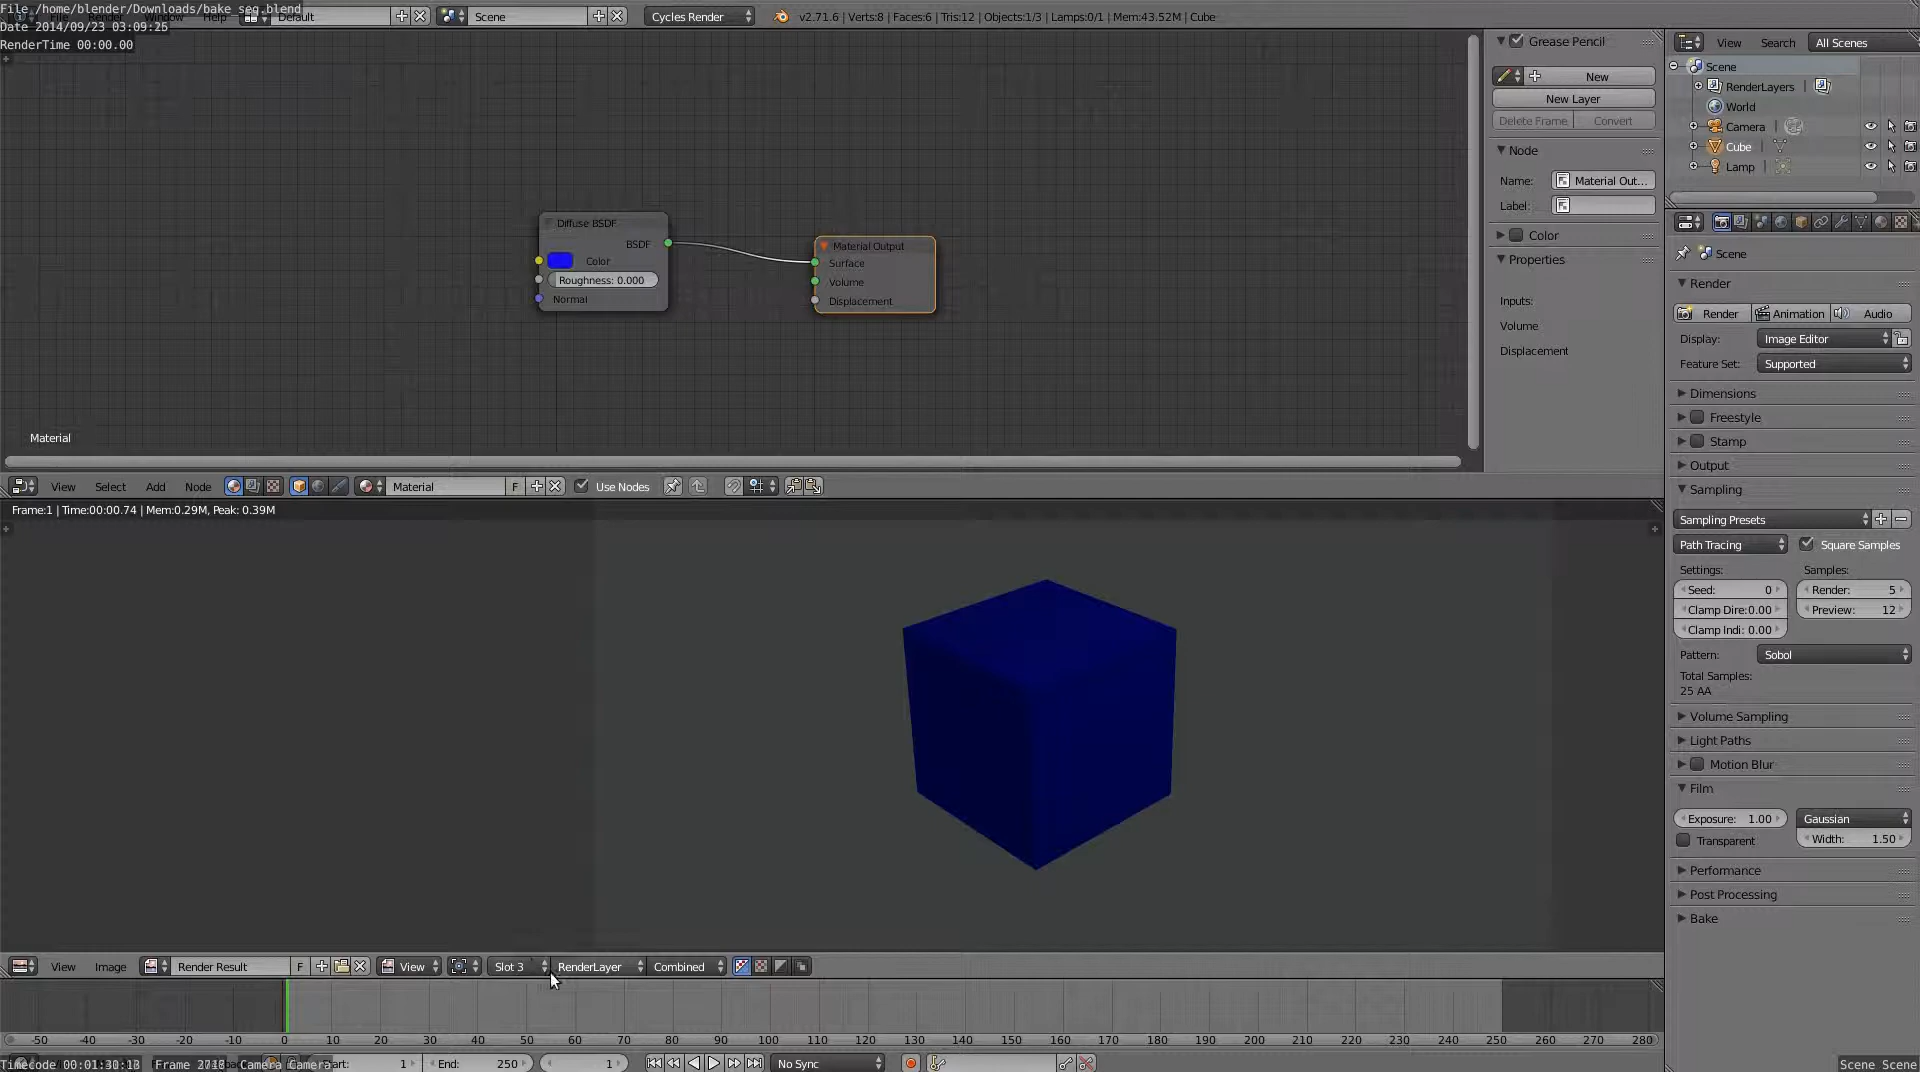 File /home/blender/Downloads/bake_seq.blend
Date 2014/09/23 03:09:25
RenderTime 00:00.00
Render Window Default Scene Cycles Render v2.71.6 | Verts:8 | Faces:6 | Tris:12 | Objects:1/3 | Lamps:0/1 | Mem:43.52M | Cube
Diffuse BSDF
BSDF
Color
Roughness: 0.000
Normal
Material Output
Surface
Volume
Displacement
Material
Grease Pencil
New
New Layer
Delete Frame Convert
Node
Name: Material Out...
Label:
Color
Properties
Inputs:
Volume
Displacement
View Search All Scenes
Scene
RenderLayers |
World
Camera |
Cube |
Lamp |
View Select Add Node Material F Use Nodes
Frame:1 | Time:00:00.74 | Mem:0.29M, Peak: 0.39M
View Image Render Result F View Slot 3 RenderLayer Combined
-50 -40 -30 -20 -10 0 10 20 30 40 50 60 70 80 90 100 110 120 130 140 150 160 170 180 190 200 210 220 230 240 250 260 270 280
Frame Camera Camera Start: 1 End: 250 1 No Sync
Scene
Render
Render Animation Audio
Display: Image Editor
Feature Set: Supported
Dimensions
Freestyle
Stamp
Output
Sampling
Sampling Presets
Path Tracing Square Samples
Settings: Samples:
Seed: 0 Render: 5
Clamp Dire:0.00 Preview: 12
Clamp Indi: 0.00
Pattern: Sobol
Total Samples:
25 AA
Volume Sampling
Light Paths
Motion Blur
Film
Exposure: 1.00 Gaussian
Transparent Width: 1.50
Performance
Post Processing
Bake
Scene Scene